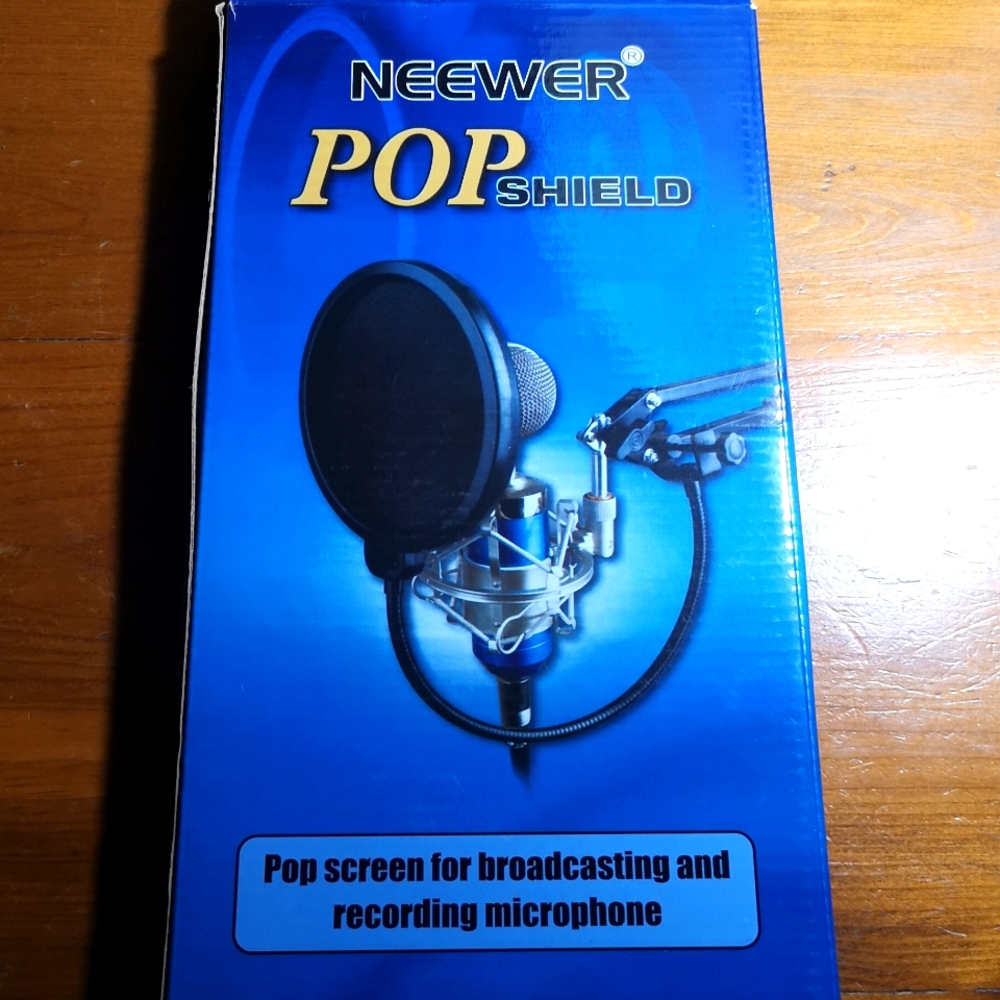 NEEWER®
POP SHIELD
Pop screen for broadcasting and
recording microphone